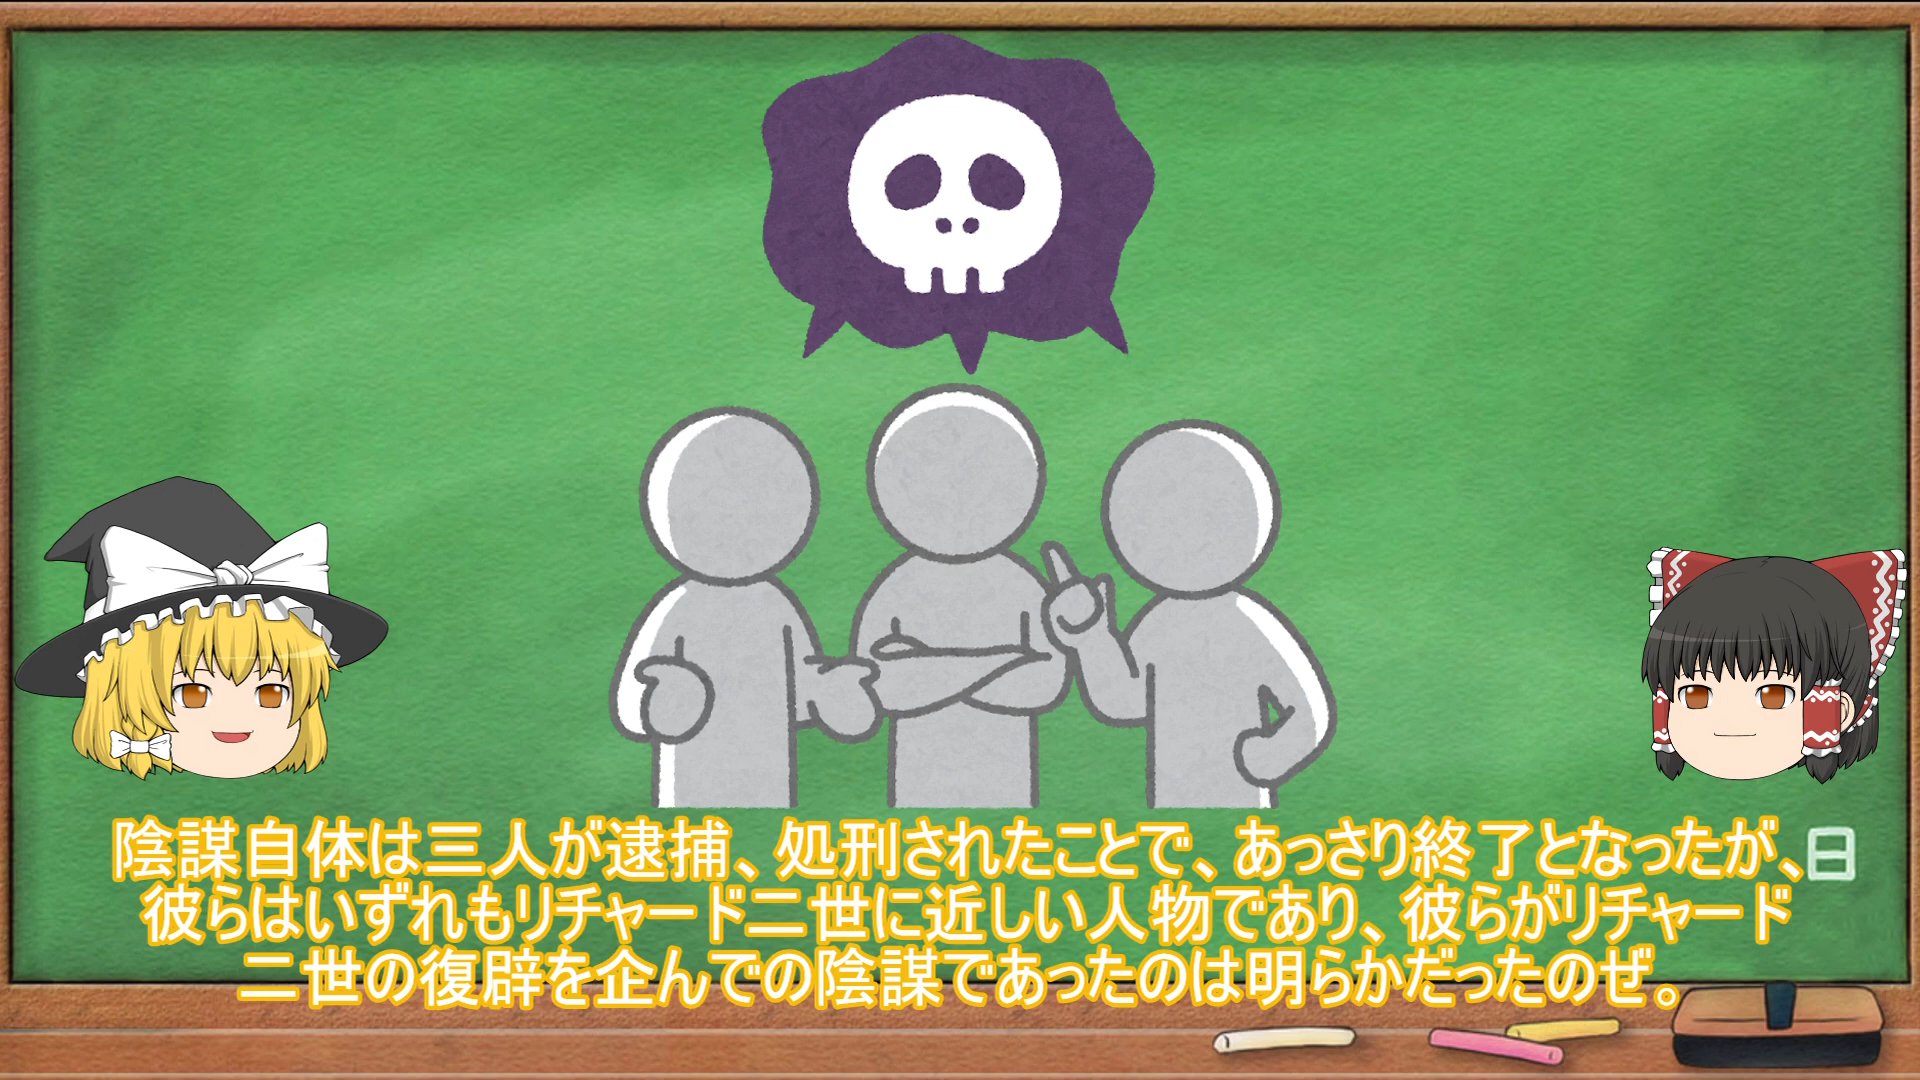 陰謀自体は三人が逮捕、処刑されたことで、あっさり終了となったが、
彼らはいずれもリチャード二世に近しい人物であり、彼らがリチャード
二世の復辟を企んでの陰謀であったのは明らかだったのぜ。
日